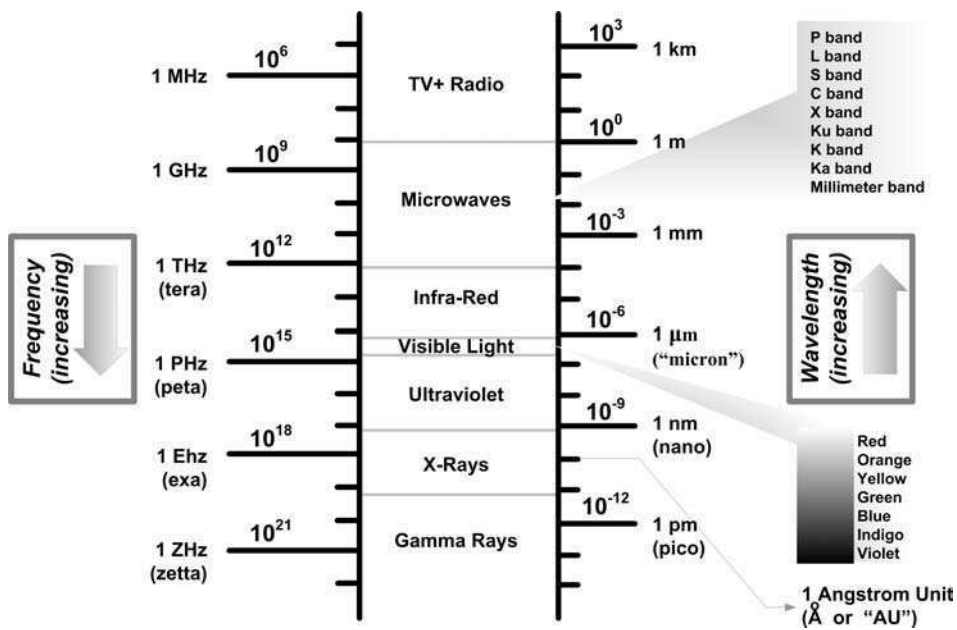 Frequency
(increasing)
1 MHz
10⁶
1 GHz
10⁹
1 THz
(tera)
10¹²
1 PHz
(peta)
10¹⁵
1 Ehz
(exa)
10¹⁸
1 ZHz
(zetta)
10²¹
TV+ Radio
Microwaves
Infra-Red
Visible Light
Ultraviolet
X-Rays
Gamma Rays
10³
1 km
10⁰
1 m
10⁻³
1 mm
10⁻⁶
1 μm
(“micron”)
10⁻⁹
1 nm
(nano)
10⁻¹²
1 pm
(pico)
P band
L band
S band
C band
X band
Ku band
K band
Ka band
Millimeter band
Wavelength
(increasing)
Red
Orange
Yellow
Green
Blue
Indigo
Violet
1 Angstrom Unit
(Å or “AU”)